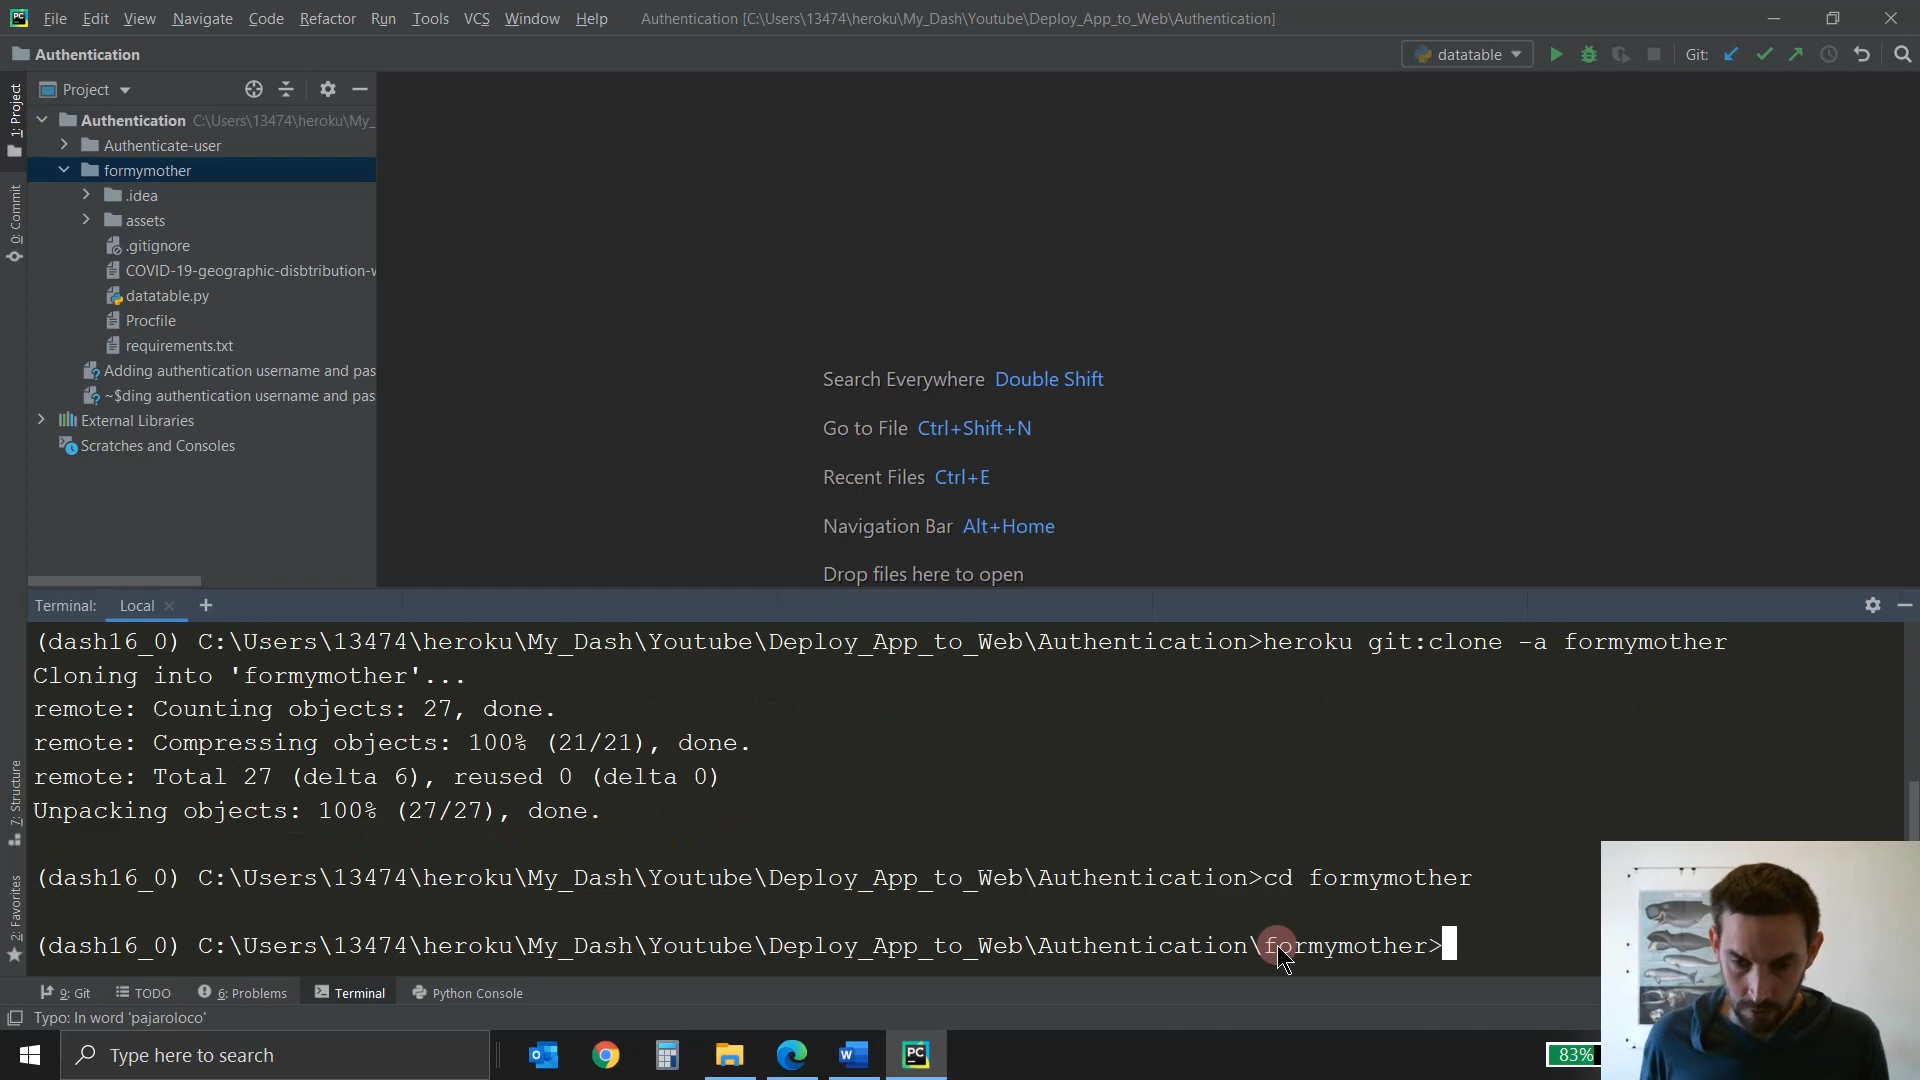 PC File Edit View Navigate Code Refactor Run Tools VCS Window Help Authentication [C:\Users\13474\heroku\My_Dash\Youtube\Deploy_App_to_Web\Authentication]
Authentication datatable Git:
1: Project
0: Commit
7: Structure
2: Favorites
Project
Authentication C:\Users\13474\heroku\My_
Authenticate-user
formymother
.idea
assets
.gitignore
COVID-19-geographic-disbtribution-w
datatable.py
Procfile
requirements.txt
Adding authentication username and pas
~$ding authentication username and pas
External Libraries
Scratches and Consoles
Search Everywhere Double Shift
Go to File Ctrl+Shift+N
Recent Files Ctrl+E
Navigation Bar Alt+Home
Drop files here to open
Terminal: Local × +
(dash16_0) C:\Users\13474\heroku\My_Dash\Youtube\Deploy_App_to_Web\Authentication>heroku git:clone -a formymother
Cloning into 'formymother'...
remote: Counting objects: 27, done.
remote: Compressing objects: 100% (21/21), done.
remote: Total 27 (delta 6), reused 0 (delta 0)
Unpacking objects: 100% (27/27), done.
(dash16_0) C:\Users\13474\heroku\My_Dash\Youtube\Deploy_App_to_Web\Authentication>cd formymother
(dash16_0) C:\Users\13474\heroku\My_Dash\Youtube\Deploy_App_to_Web\Authentication\formymother>
9: Git TODO 6: Problems Terminal Python Console
Typo: In word 'pajaroloco'
Type here to search PC 83%